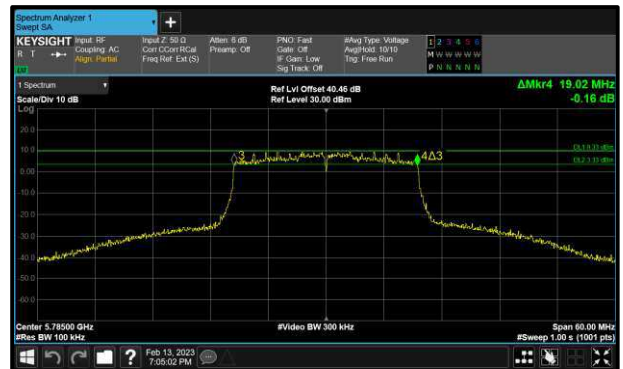 Spectrum Analyzer 1
Swept SA
+
KEYSIGHT Input: RF Input Z: 50 Ω Atten: 6 dB PNO: Fast #Avg Type: Voltage 1 2 3 4 5 6
R T Coupling: AC Corr CCorr RCal Preamp: Off Gate: Off Avg|Hold: 10/10 M W W W W W
Align: Partial Freq Ref: Ext (S) IF Gain: Low Trig: Free Run
LXI Sig Track: Off P N N N N N
1 Spectrum Ref Lvl Offset 40.46 dB ΔMkr4 19.02 MHz
Scale/Div 10 dB Ref Level 30.00 dBm -0.16 dB
Log
20.0
10.0
3
4Δ3
0.00
-10.0
-20.0
-30.0
-40.0
-50.0
-60.0
Center 5.78500 GHz #Video BW 300 kHz Span 60.00 MHz
#Res BW 100 kHz #Sweep 1.00 s (1001 pts)
? Feb 13, 2023
7:05:02 PM